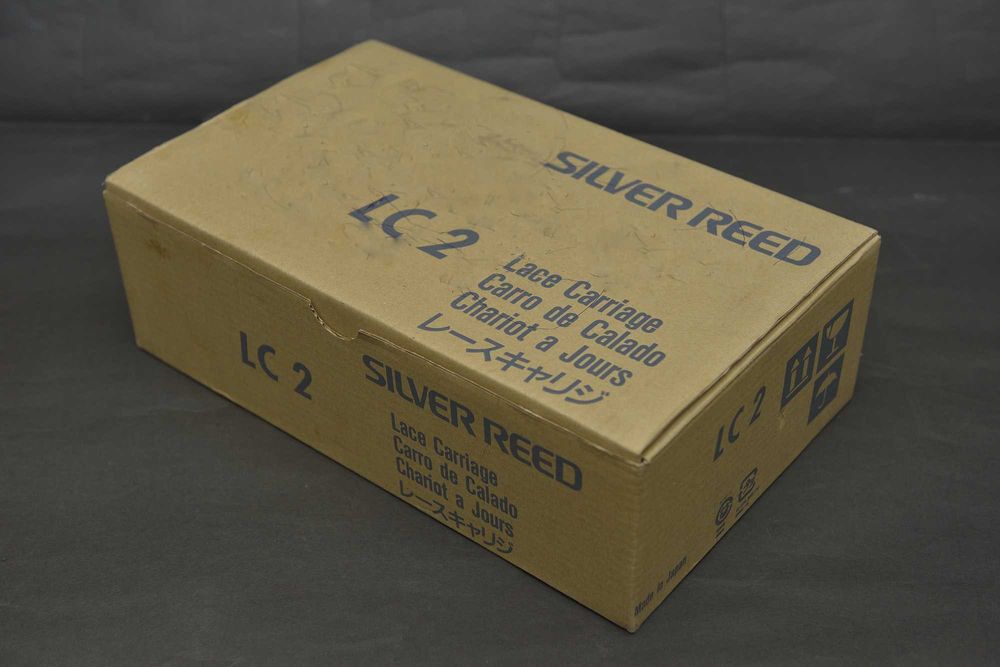 SILVER REED
LC 2
Lace Carriage
Carro de Calado
Chariot a Jours
レースキャリジ
LC 2
SILVER REED
Lace Carriage
Carro de Calado
Chariot a Jours
レースキャリジ
LC 2
Made in Japan